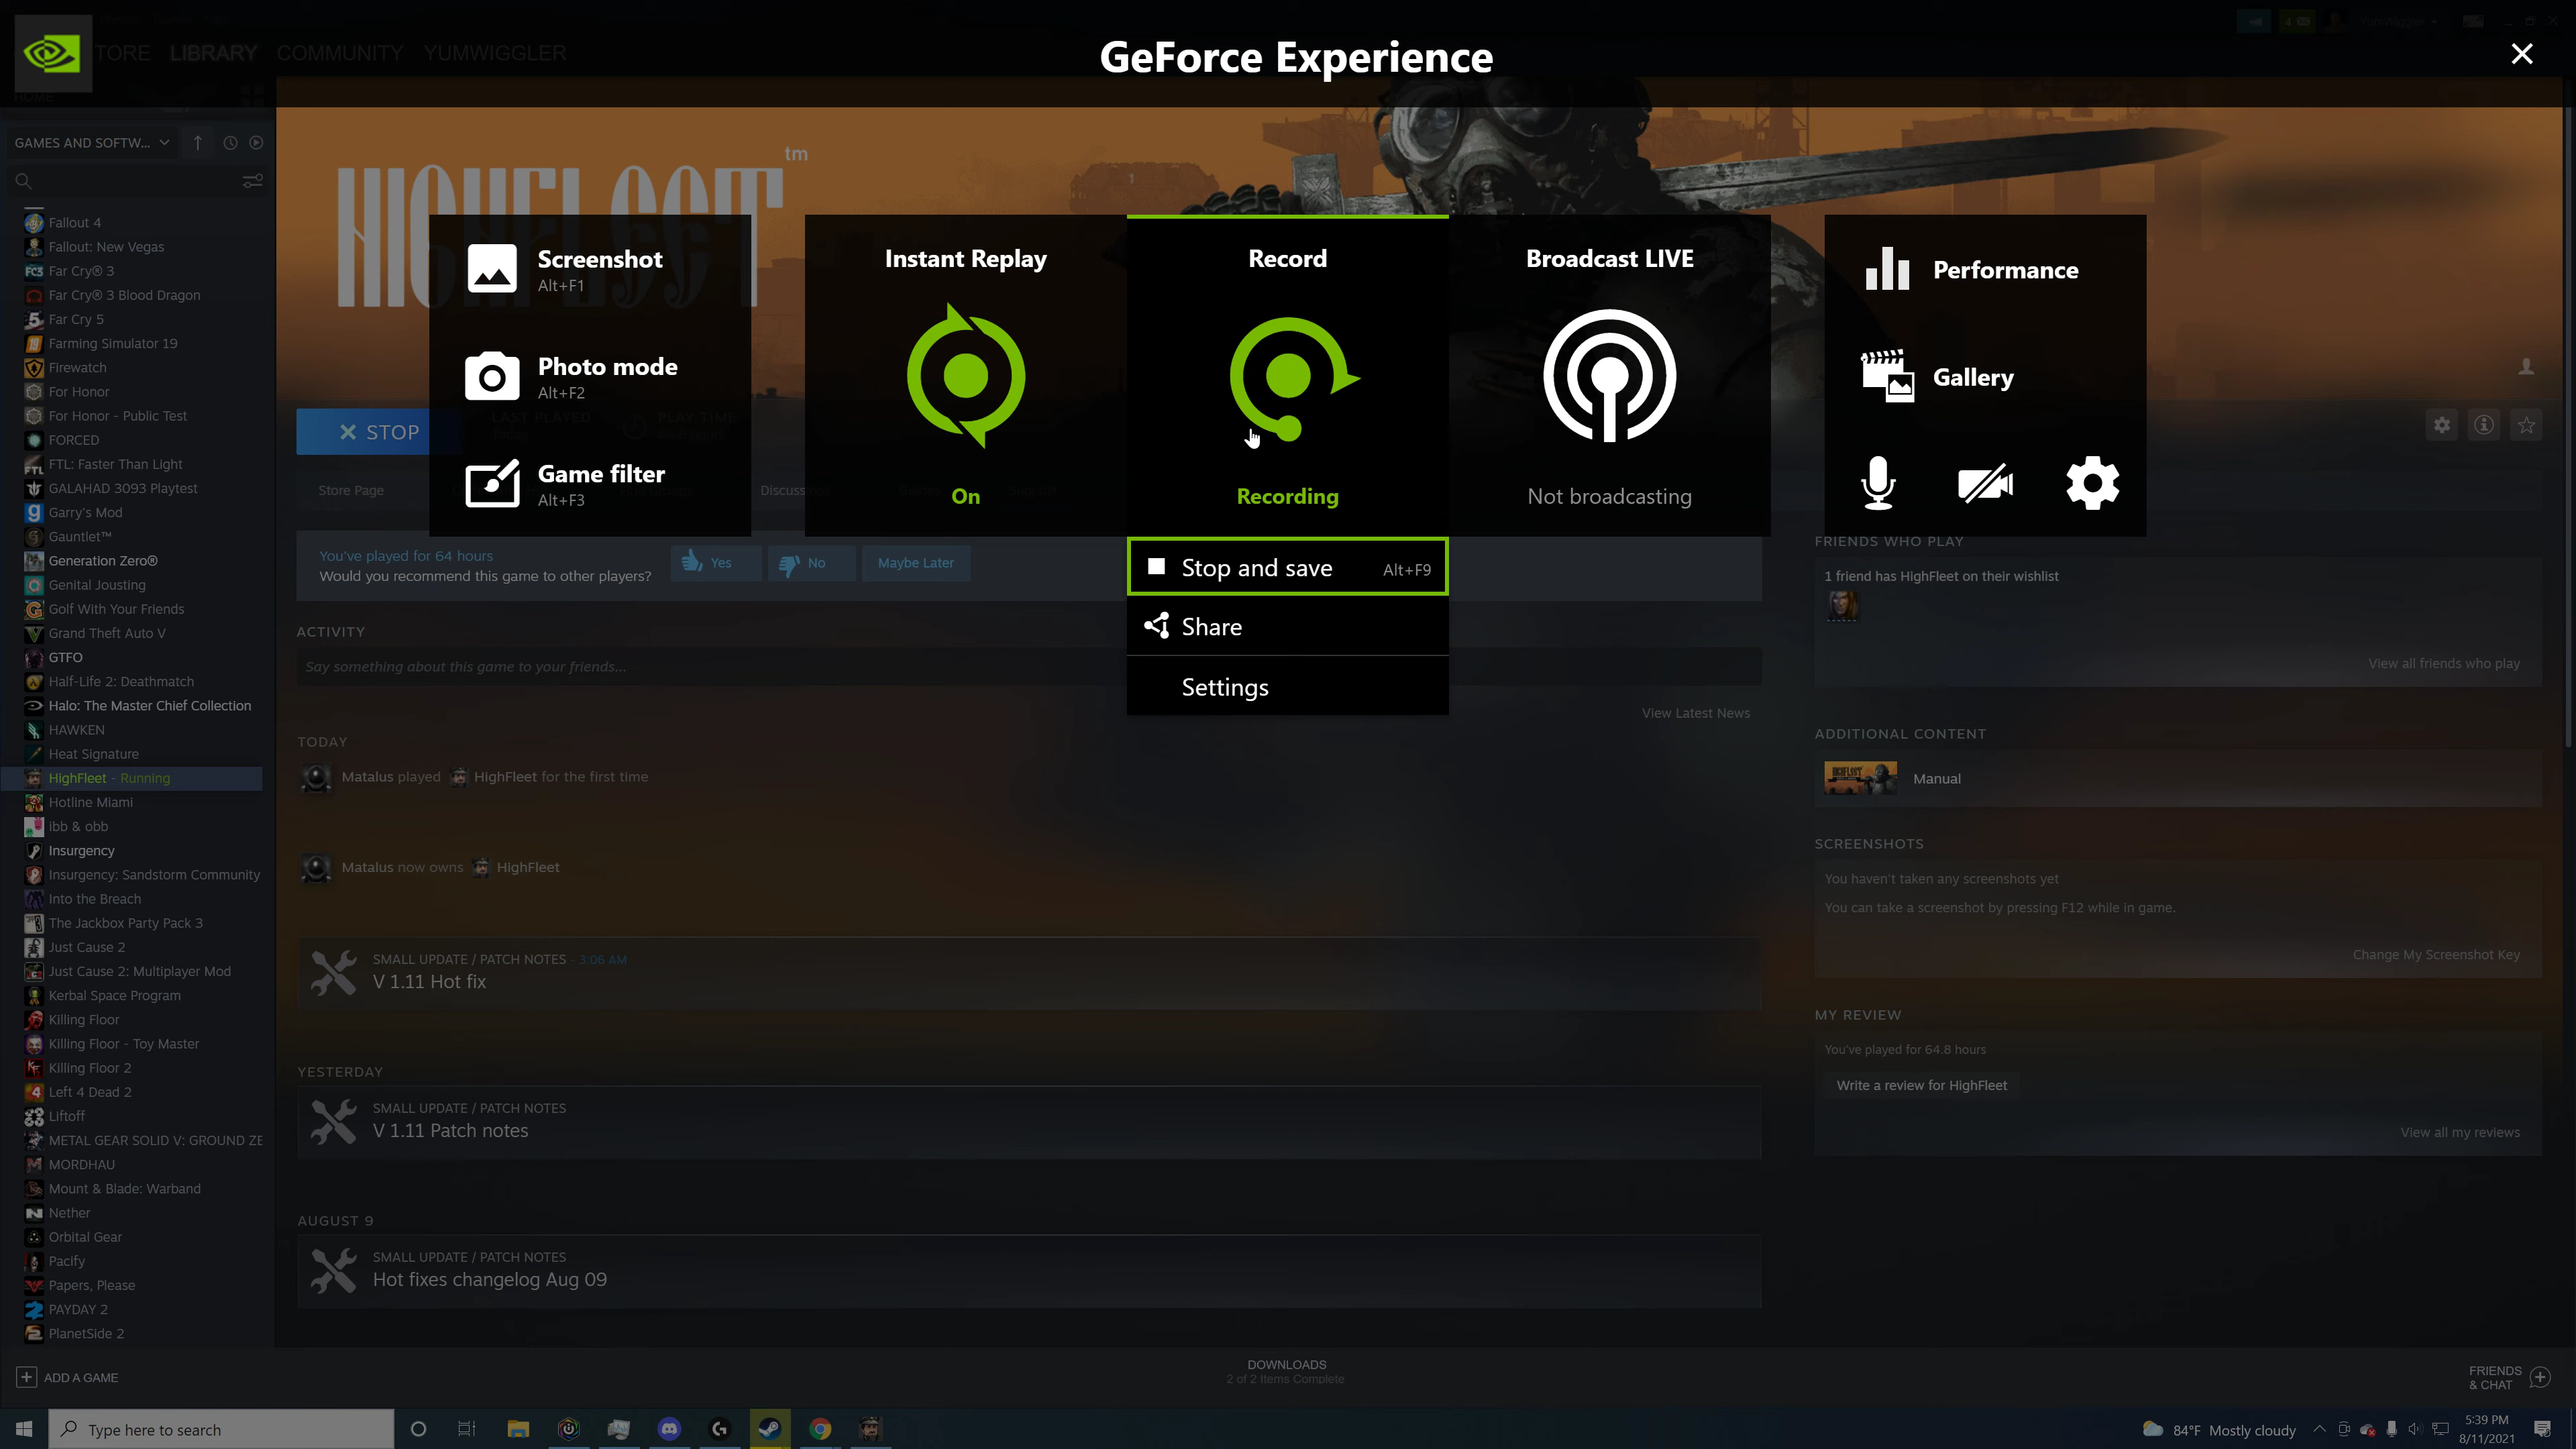 TORE LIBRARY COMMUNITY YUMWIGGLER
GeForce Experience
4
YumWiggler
HOME
GAMES AND SOFTW...
Fallout 4
Fallout: New Vegas
Far Cry® 3
Far Cry® 3 Blood Dragon
Far Cry 5
Farming Simulator 19
Firewatch
For Honor
For Honor - Public Test
FORCED
FTL: Faster Than Light
GALAHAD 3093 Playtest
Garry's Mod
Gauntlet™
Generation Zero®
Genital Jousting
Golf With Your Friends
Grand Theft Auto V
GTFO
Half-Life 2: Deathmatch
Halo: The Master Chief Collection
HAWKEN
Heat Signature
HighFleet - Running
Hotline Miami
ibb & obb
Insurgency
Insurgency: Sandstorm Community
Into the Breach
The Jackbox Party Pack 3
Just Cause 2
Just Cause 2: Multiplayer Mod
Kerbal Space Program
Killing Floor
Killing Floor - Toy Master
Killing Floor 2
Left 4 Dead 2
Liftoff
METAL GEAR SOLID V: GROUND ZE
MORDHAU
Mount & Blade: Warband
Nether
Orbital Gear
Pacify
Papers, Please
PAYDAY 2
PlanetSide 2
ADD A GAME
HIGHFLEET tm
Screenshot
Alt+F1
Photo mode
Alt+F2
Game filter
Alt+F3
Instant Replay
On
Record
Recording
Broadcast LIVE
Not broadcasting
Performance
Gallery
Stop and save Alt+F9
Share
Settings
STOP
LAST PLAYED
PLAY TIME
Store Page
Discuss
You've played for 64 hours
Would you recommend this game to other players?
Yes No Maybe Later
ACTIVITY
Say something about this game to your friends...
View Latest News
TODAY
Matalus played HighFleet for the first time
Matalus now owns HighFleet
SMALL UPDATE / PATCH NOTES - 3:06 AM
V 1.11 Hot fix
YESTERDAY
SMALL UPDATE / PATCH NOTES
V 1.11 Patch notes
AUGUST 9
SMALL UPDATE / PATCH NOTES
Hot fixes changelog Aug 09
FRIENDS WHO PLAY
1 friend has HighFleet on their wishlist
View all friends who play
ADDITIONAL CONTENT
HIGHFLEET
Manual
SCREENSHOTS
You haven't taken any screenshots yet
You can take a screenshot by pressing F12 while in game.
Change My Screenshot Key
MY REVIEW
You've played for 64.8 hours
Write a review for HighFleet
View all my reviews
DOWNLOADS
2 of 2 Items Complete
FRIENDS
& CHAT
Type here to search
84°F Mostly cloudy
5:39 PM
8/11/2021